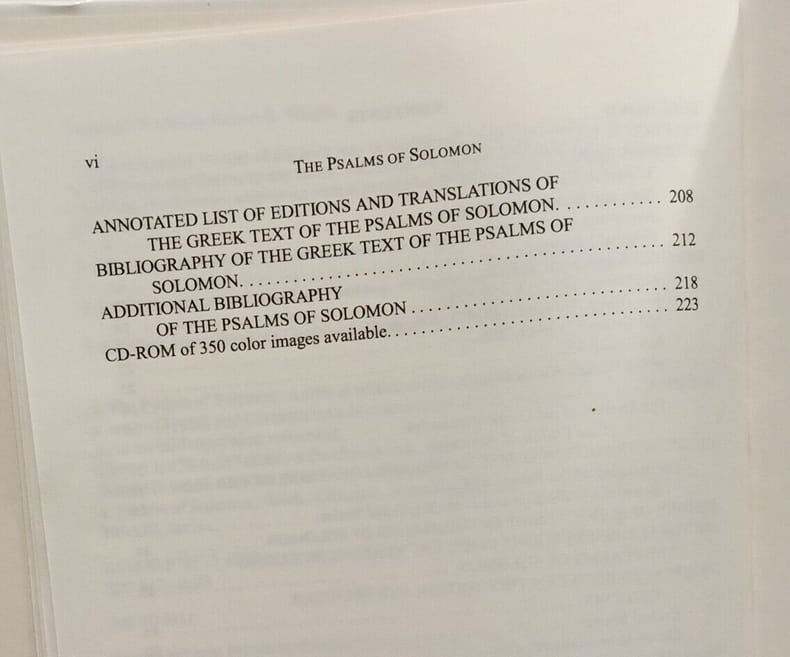 vi
THE PSALMS OF SOLOMON
ANNOTATED LIST OF EDITIONS AND TRANSLATIONS OF
THE GREEK TEXT OF THE PSALMS OF SOLOMON. . . . . . . . . . . . 208
BIBLIOGRAPHY OF THE GREEK TEXT OF THE PSALMS OF
SOLOMON. . . . . . . . . . . . . . . . . . . . . . . . . . . . . . . . . . . . . . . . . 212
ADDITIONAL BIBLIOGRAPHY
OF THE PSALMS OF SOLOMON . . . . . . . . . . . . . . . . . . . . . . . . . 218
CD-ROM of 350 color images available. . . . . . . . . . . . . . . . . . . . . . . . . . . 223